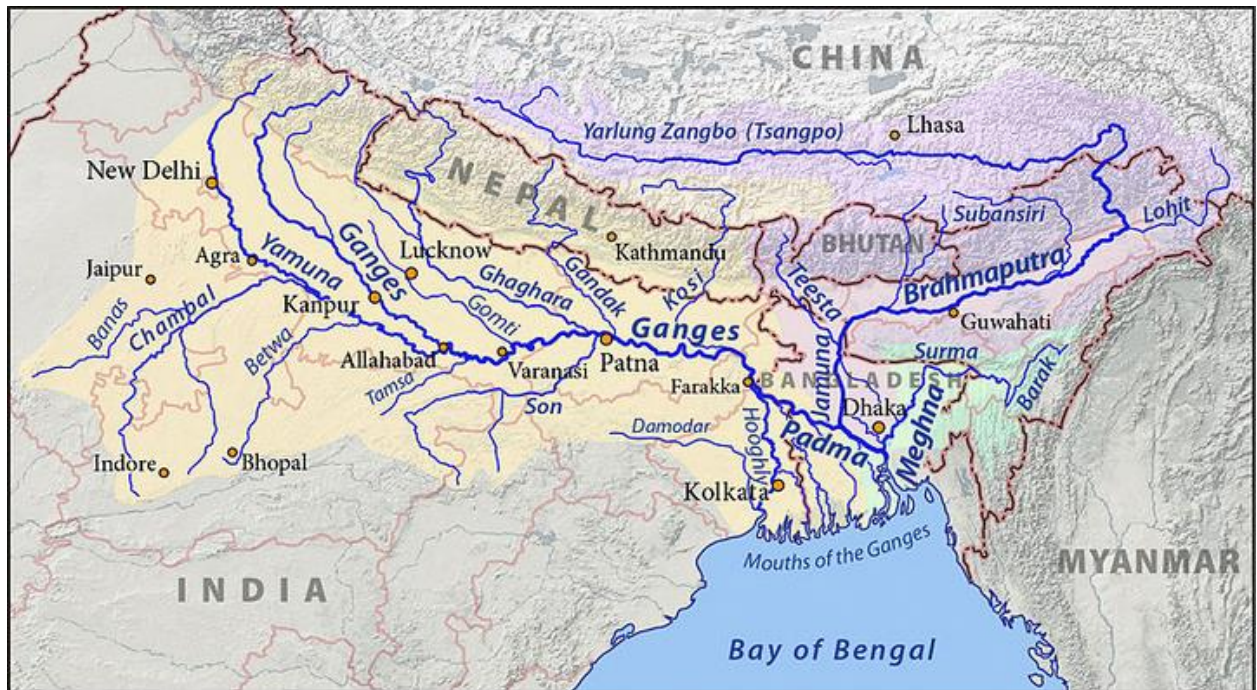 CHINA
Yarlung Zangbo (Tsangpo)
Lhasa
New Delhi
NEPAL
Subansiri
Lohit
BHUTAN
Kathmandu
Agra
Yamuna
Ganges
Lucknow
Ghaghara
Gandak
Kosi
Teesta
Brahmaputra
Jaipur
Banas
Chambal
Kanpur
Gomti
Guwahati
Betwa
Allahabad
Varanasi
Patna
Ganges
Jamuna
Surma
Tamsa
Son
Farakka
BANGLADESH
Barak
Damodar
Hooghly
Padma
Dhaka
Meghna
Indore
Bhopal
Kolkata
Mouths of the Ganges
INDIA
MYANMAR
Bay of Bengal